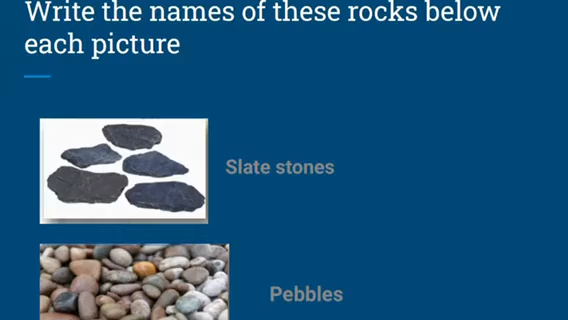 Write the names of these rocks below
each picture
Slate stones
Pebbles